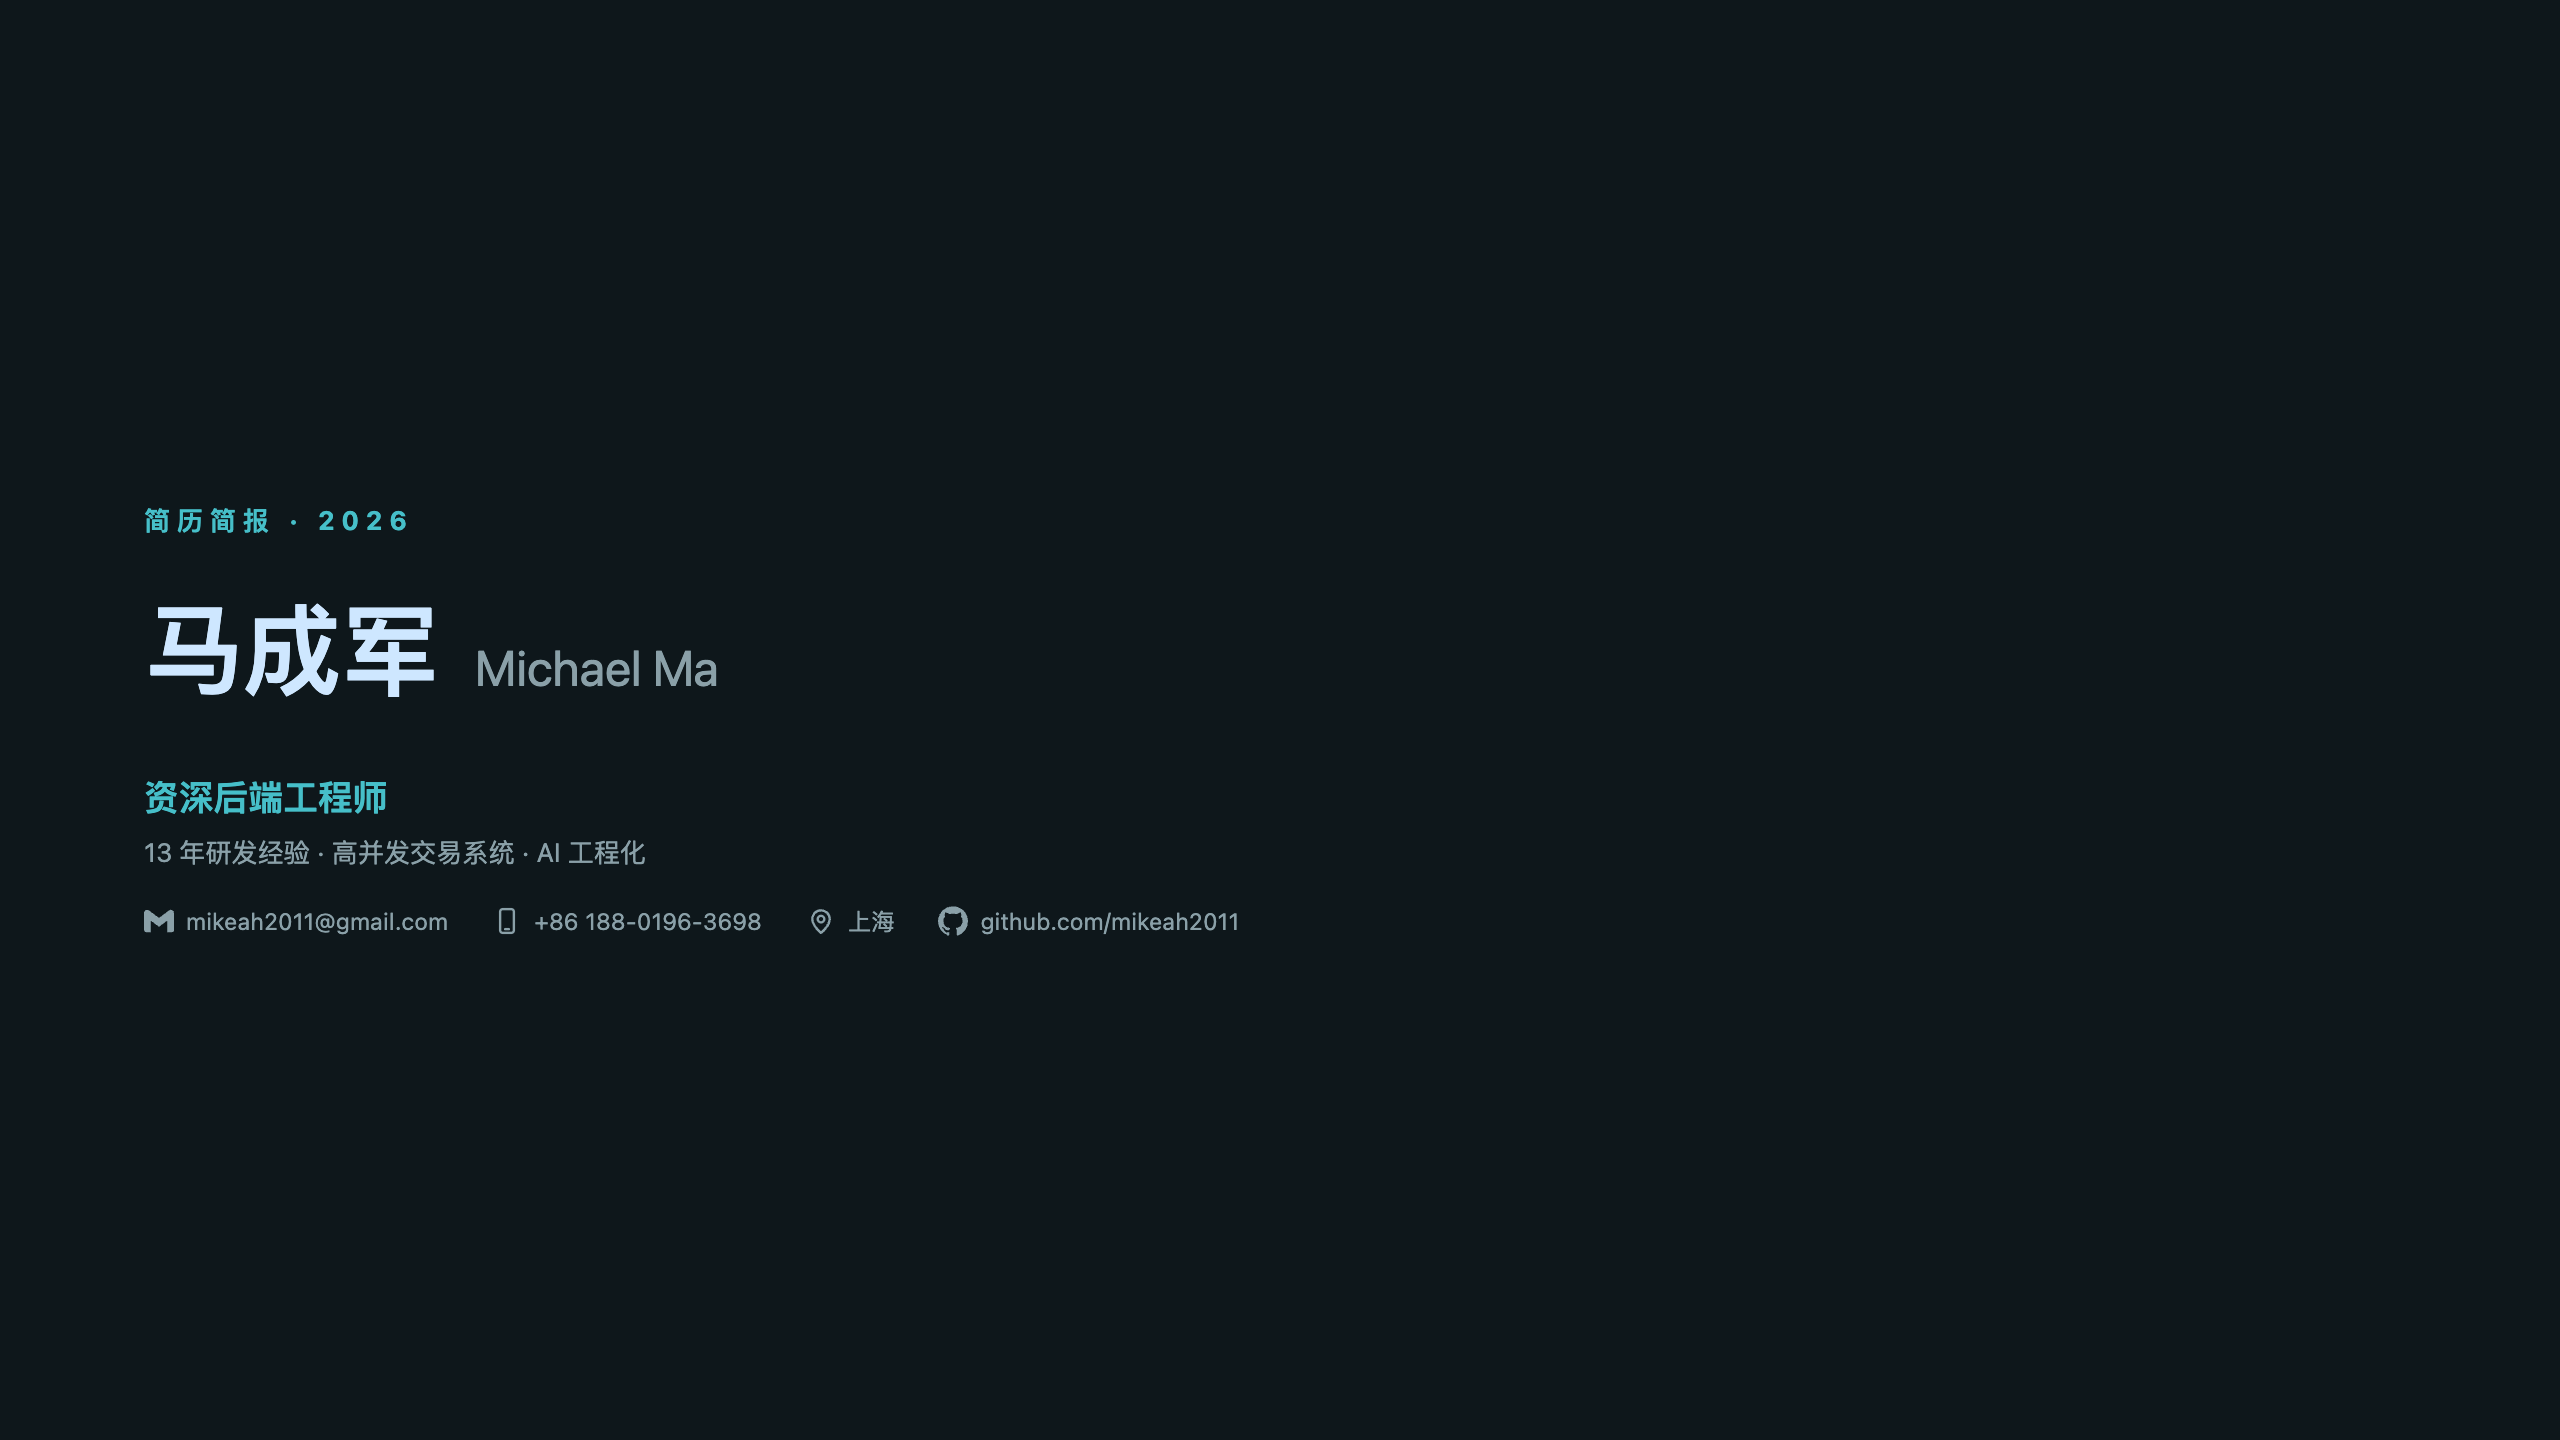 简历简报 · 2026
马成军 Michael Ma
资深后端工程师
13 年研发经验 · 高并发交易系统 · AI 工程化
mikeah2011@gmail.com +86 188-0196-3698 上海 github.com/mikeah2011